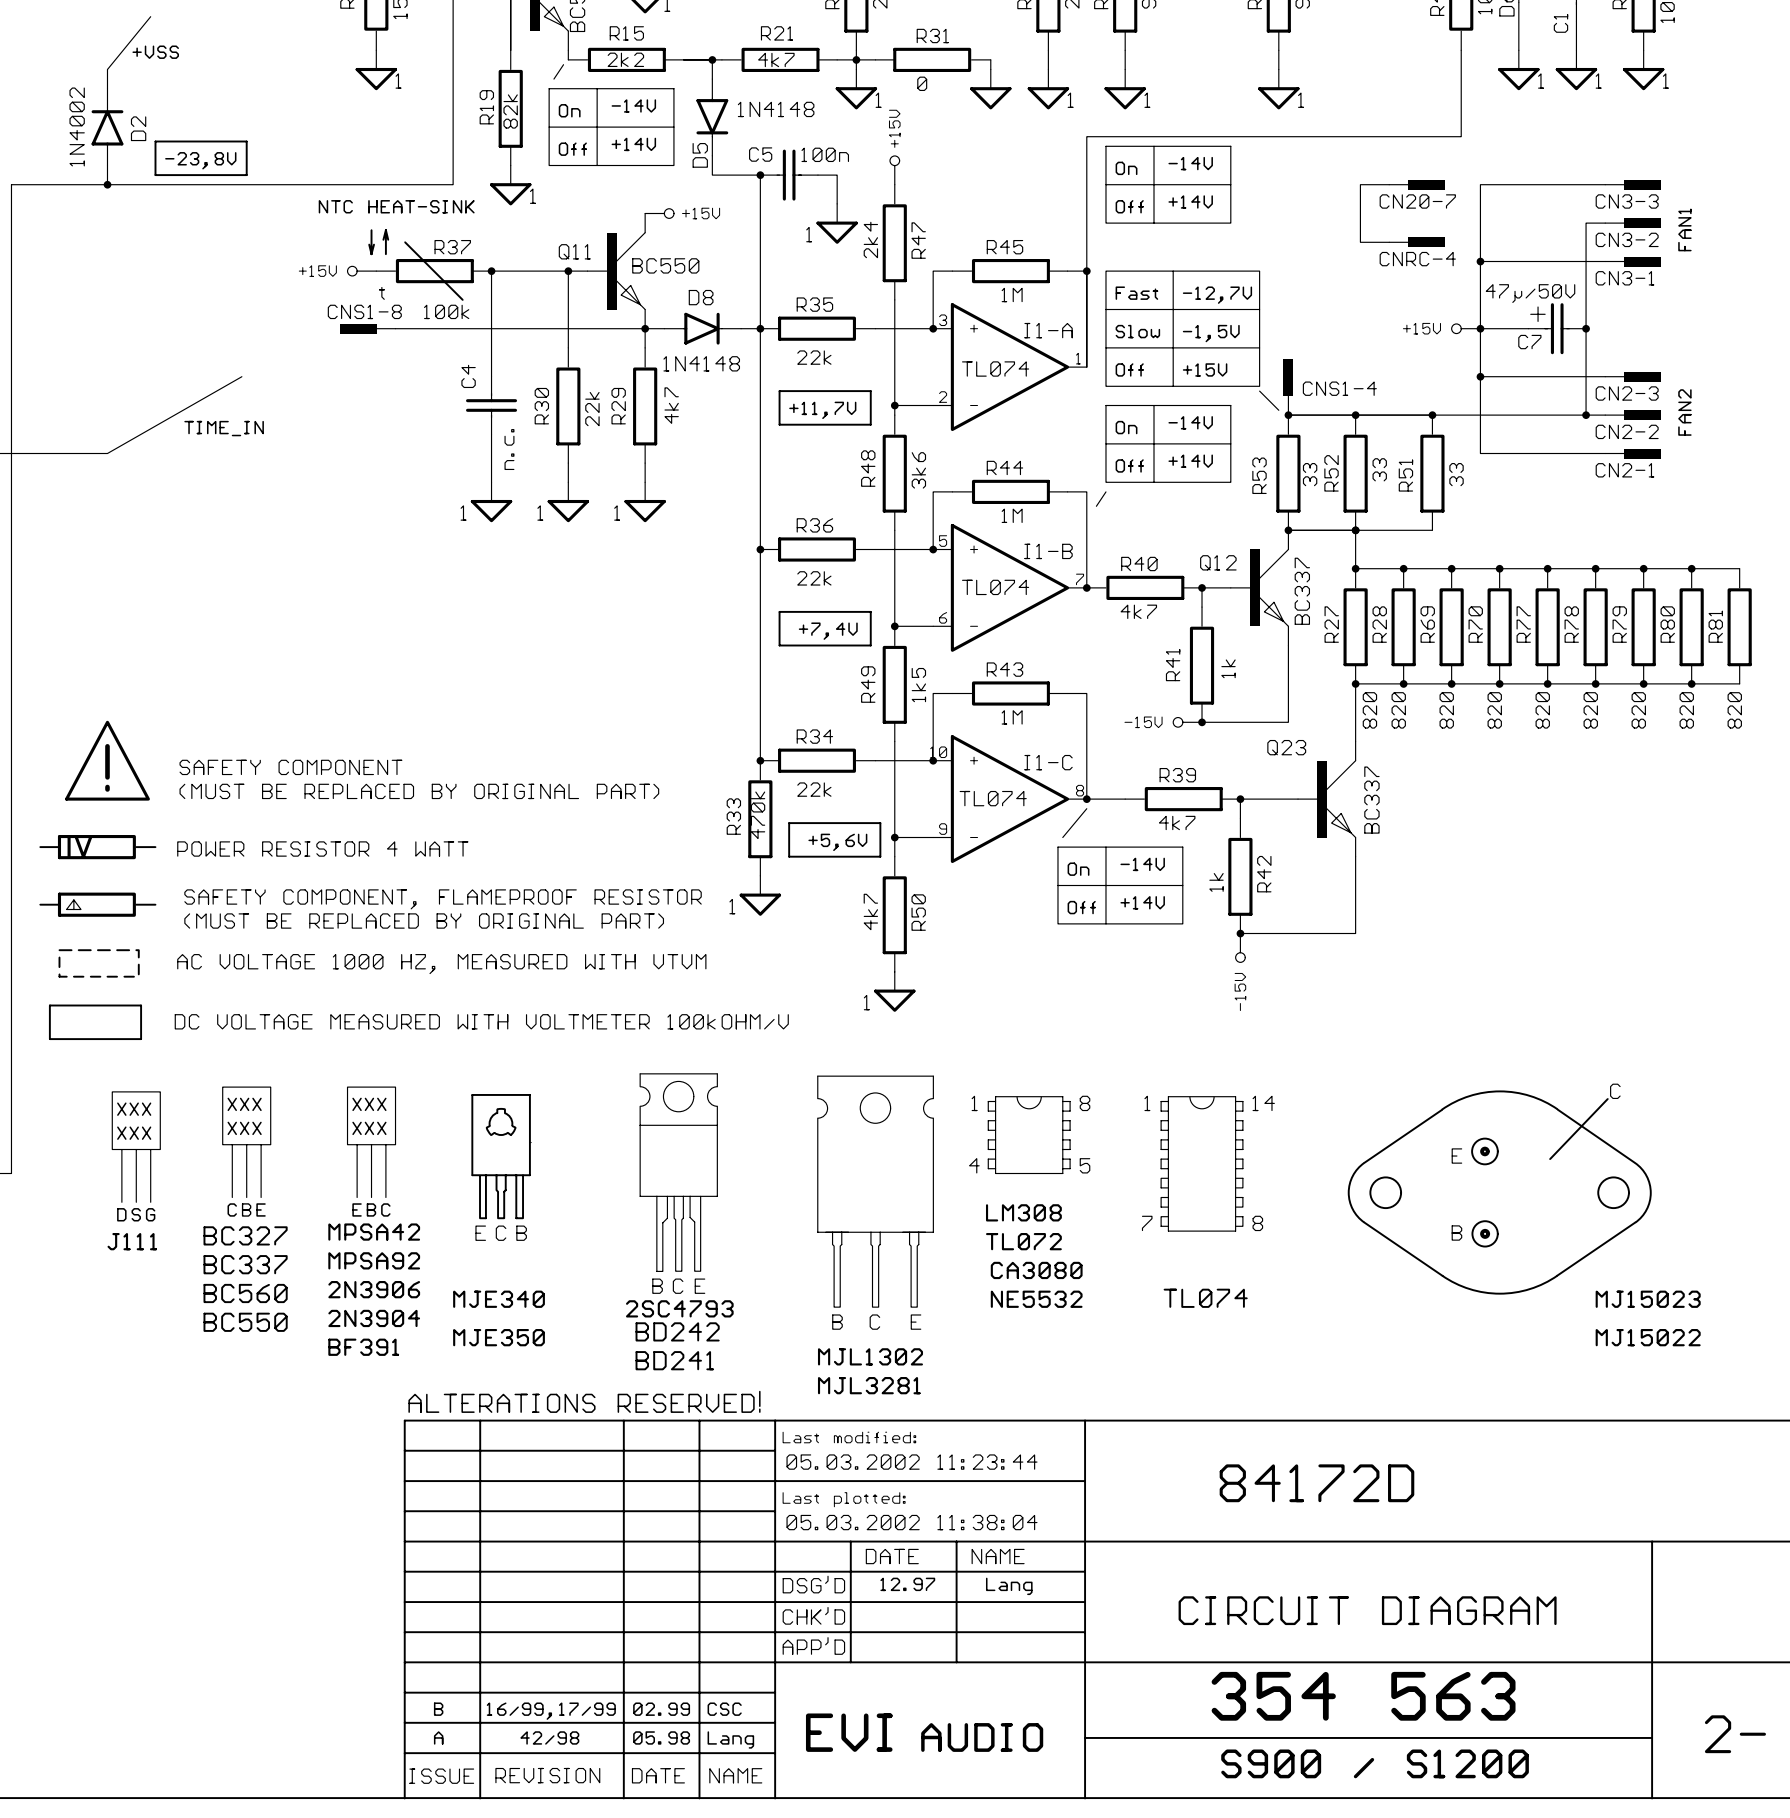 R15
2k2
R21
4k7
R31
0
+VSS
1N4002
D2
-23,8V
R19
82k
On -14V
Off +14V
1N4148
D5
C5 100n
+15V
On -14V
Off +14V
NTC HEAT-SINK
R37
+15V
t
CNS1-8 100k
Q11
BC550
+15V
D8
1N4148
2k4
R47
R45
1M
R35
22k
3
2
1
I1-A
TL074
+11,7V
Fast -12,7V
Slow -1,5V
Off +15V
CN20-7
CNRC-4
CN3-3
CN3-2
CN3-1
FAN1
47µ/50V
+
+15V
C7
CNS1-4
CN2-3
CN2-2
CN2-1
FAN2
TIME_IN
C4
n.c.
R30
22k
R29
4k7
1 1 1
R48
3k6
R44
1M
On -14V
Off +14V
R53
33
R52
33
R51
33
R36
22k
5
6
7
I1-B
TL074
+7,4V
R40
4k7
Q12
BC337
R41
1k
-15V
R27 R28 R69 R70 R77 R78 R79 R80 R81
820 820 820 820 820 820 820 820 820
R49
1k5
R43
1M
R34
22k
10
9
8
I1-C
TL074
+5,6V
R33
470k
1
R39
4k7
Q23
BC337
On -14V
Off +14V
1k
R42
-15V
4k7
R50
1
SAFETY COMPONENT
(MUST BE REPLACED BY ORIGINAL PART)
IV POWER RESISTOR 4 WATT
SAFETY COMPONENT, FLAMEPROOF RESISTOR
(MUST BE REPLACED BY ORIGINAL PART)
AC VOLTAGE 1000 HZ, MEASURED WITH VTVM
DC VOLTAGE MEASURED WITH VOLTMETER 100kOHM/V
XXX
XXX
DSG
J111
XXX
XXX
CBE
BC327
BC337
BC560
BC550
XXX
XXX
EBC
MPSA42
MPSA92
2N3906
2N3904
BF391
E C B
MJE340
MJE350
B C E
2SC4793
BD242
BD241
B C E
MJL1302
MJL3281
1 8
4 5
LM308
TL072
CA3080
NE5532
1 14
7 8
TL074
C
E
B
MJ15023
MJ15022
ALTERATIONS RESERVED!
Last modified:
05.03.2002 11:23:44
Last plotted:
05.03.2002 11:38:04
84172D
DATE NAME
DSG'D 12.97 Lang
CHK'D
APP'D
CIRCUIT DIAGRAM
B 16/99,17/99 02.99 CSC
A 42/98 05.98 Lang
ISSUE REVISION DATE NAME
EVI AUDIO
354 563
S900 / S1200
2-